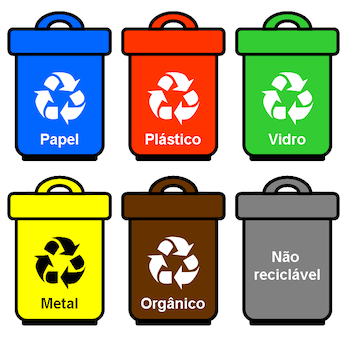 Papel
Plástico
Vidro
Metal
Orgânico
Não
reciclável